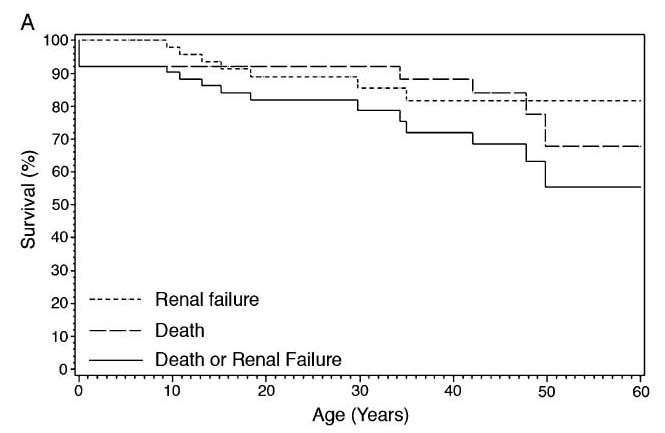 A
100
90
80
70
60
50
40
30
20
10
0
Survival (%)
Renal failure
Death
Death or Renal Failure
0 10 20 30 40 50 60
Age (Years)